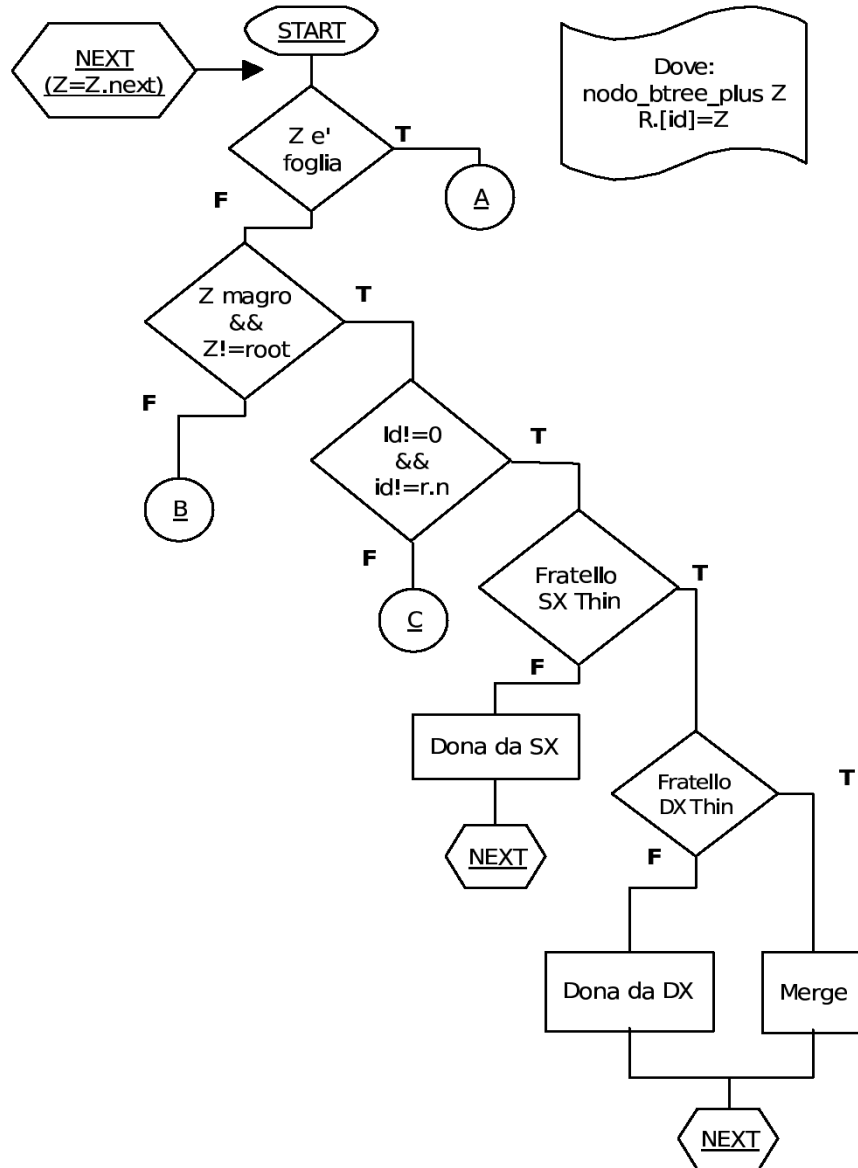 START
NEXT
(Z=Z.next)
Dove:
nodo_btree_plus Z
R.[id]=Z
Z e'
foglia
T
A
F
Z magro
&&
Z!=root
T
F
Id!=0
&&
id!=r.n
T
B
F
Fratello
SX Thin
T
C
F
Dona da SX
Fratello
DX Thin
T
NEXT
F
Dona da DX
Merge
NEXT